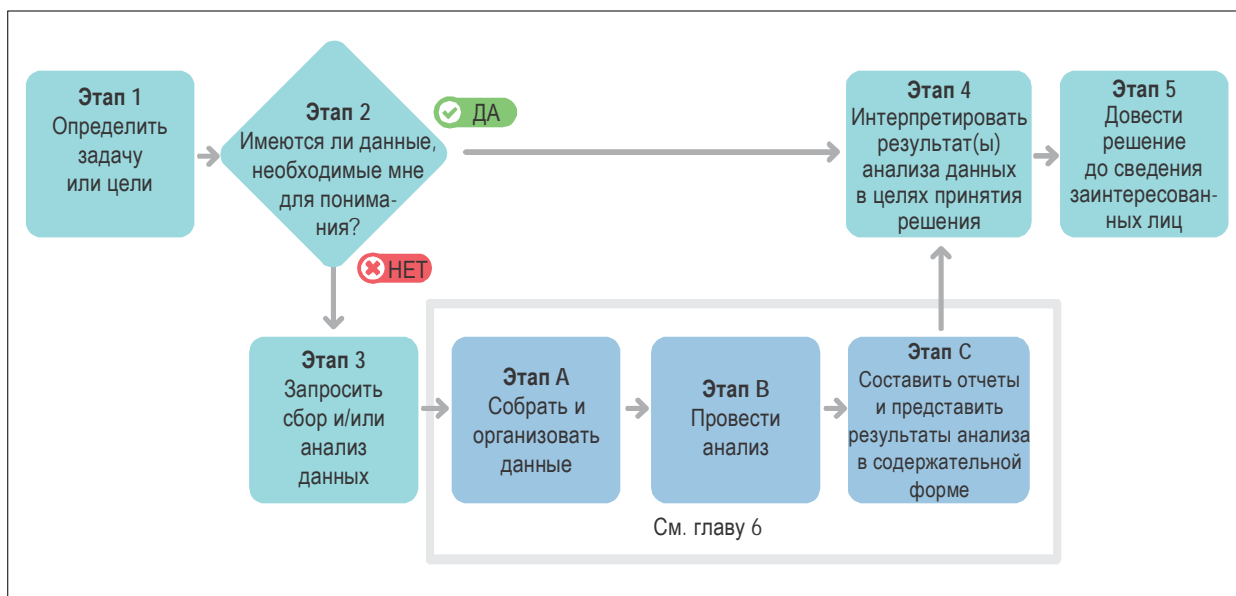 Этап 1
Определить
задачу
или цели
Этап 2
Имеются ли данные,
необходимые мне
для понима-
ния?
ДА
НЕТ
Этап 4
Интерпретировать
результат(ы)
анализа данных
в целях принятия
решения
Этап 5
Довести
решение
до сведения
заинтересован-
ных лиц
Этап 3
Запросить
сбор и/или
анализ
данных
Этап A
Собрать и
организовать
данные
Этап B
Провести
анализ
Этап C
Составить отчеты
и представить
результаты анализа
в содержательной
форме
См. главу 6